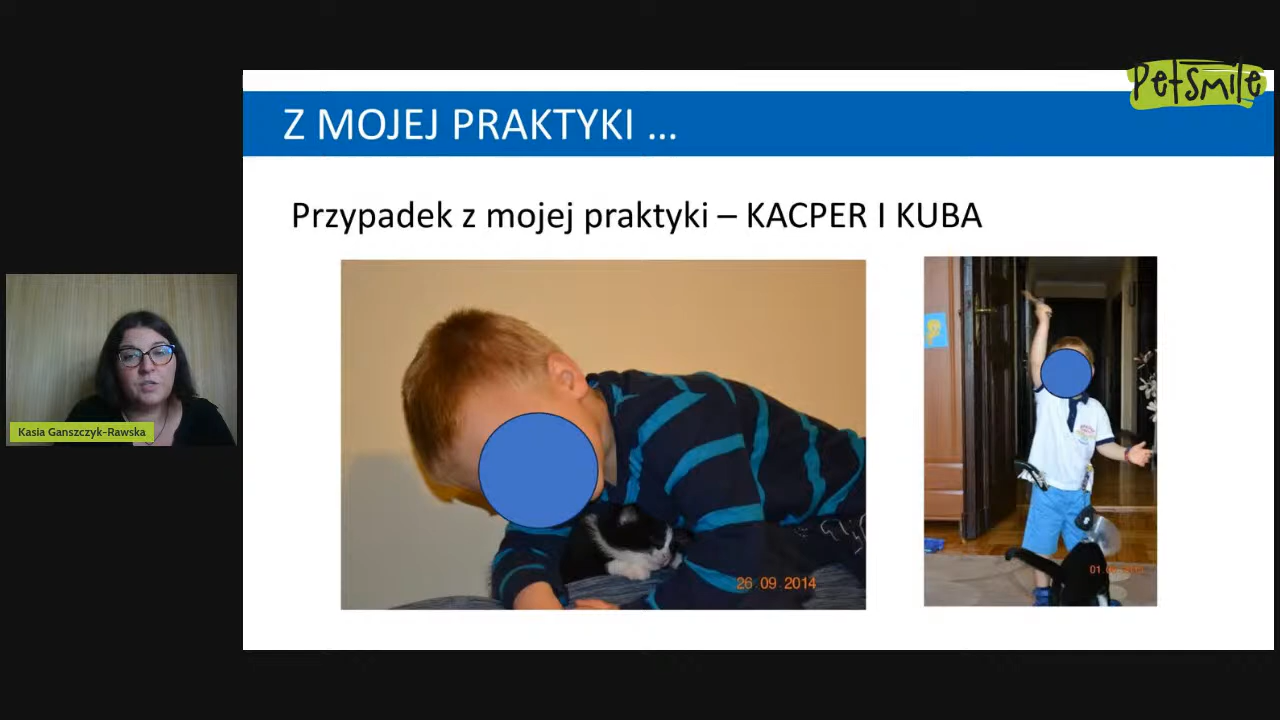 PetSmile
Z MOJEJ PRAKTYKI ...
Przypadek z mojej praktyki – KACPER I KUBA
Kasia Ganszczyk-Rawska
26 09 2014